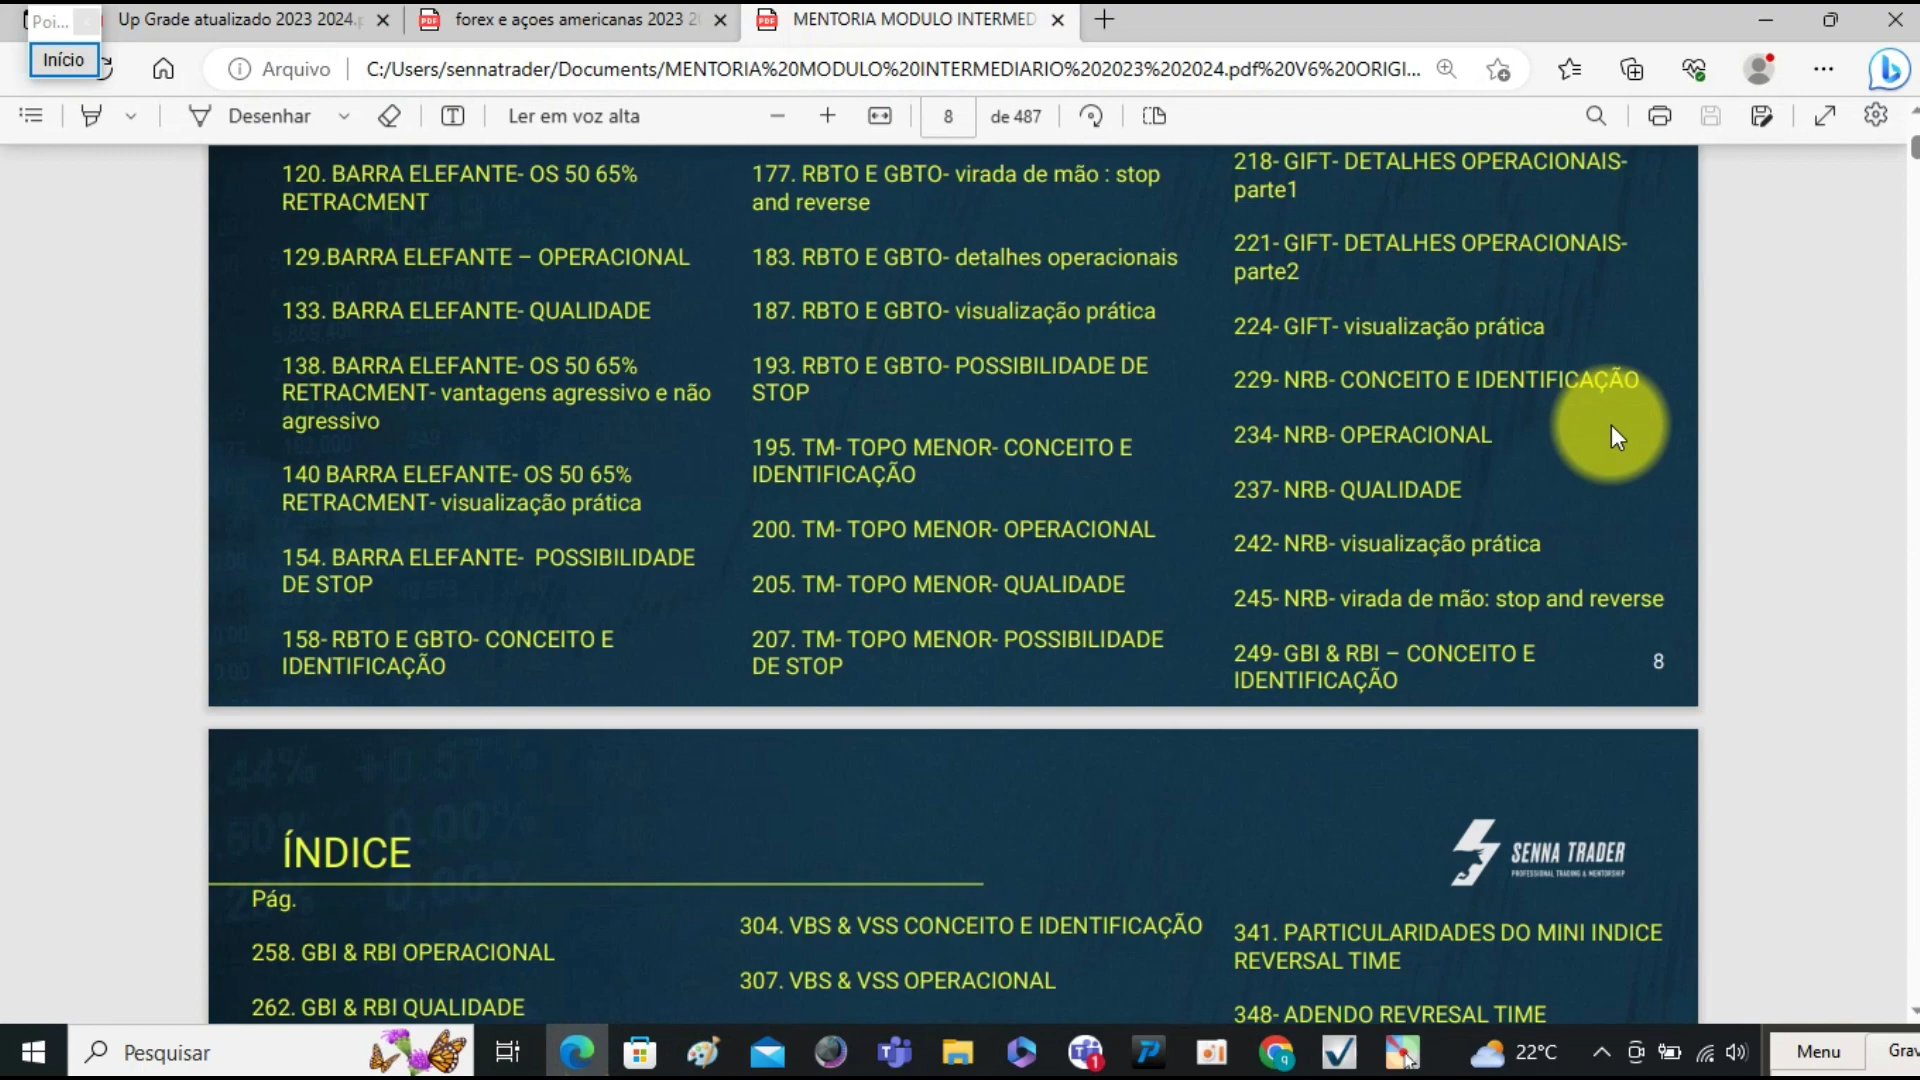 Poi...
Início
Up Grade atualizado 2023 2024.
forex e açoes americanas 2023 2
MENTORIA MODULO INTERMED
Arquivo
C:/Users/sennatrader/Documents/MENTORIA%20MODULO%20INTERMEDIARIO%202023%202024.pdf%20V6%20ORIGI...
Desenhar
Ler em voz alta
8
de 487
120. BARRA ELEFANTE- OS 50 65%
RETRACMENT
129.BARRA ELEFANTE – OPERACIONAL
133. BARRA ELEFANTE- QUALIDADE
138. BARRA ELEFANTE- OS 50 65%
RETRACMENT- vantagens agressivo e não
agressivo
140 BARRA ELEFANTE- OS 50 65%
RETRACMENT- visualização prática
154. BARRA ELEFANTE-  POSSIBILIDADE
DE STOP
158- RBTO E GBTO- CONCEITO E
IDENTIFICAÇÃO
177. RBTO E GBTO- virada de mão : stop
and reverse
183. RBTO E GBTO- detalhes operacionais
187. RBTO E GBTO- visualização prática
193. RBTO E GBTO- POSSIBILIDADE DE
STOP
195. TM- TOPO MENOR- CONCEITO E
IDENTIFICAÇÃO
200. TM- TOPO MENOR- OPERACIONAL
205. TM- TOPO MENOR- QUALIDADE
207. TM- TOPO MENOR- POSSIBILIDADE
DE STOP
218- GIFT- DETALHES OPERACIONAIS-
parte1
221- GIFT- DETALHES OPERACIONAIS-
parte2
224- GIFT- visualização prática
229- NRB- CONCEITO E IDENTIFICAÇÃO
234- NRB- OPERACIONAL
237- NRB- QUALIDADE
242- NRB- visualização prática
245- NRB- virada de mão: stop and reverse
249- GBI & RBI – CONCEITO E
IDENTIFICAÇÃO
8
ÍNDICE
SENNA TRADER
PROFESSIONAL TRADING & MENTORSHIP
Pág.
258. GBI & RBI OPERACIONAL
262. GBI & RBI QUALIDADE
304. VBS & VSS CONCEITO E IDENTIFICAÇÃO
307. VBS & VSS OPERACIONAL
341. PARTICULARIDADES DO MINI INDICE
REVERSAL TIME
348- ADENDO REVRESAL TIME
Pesquisar
22°C
Menu
Grav